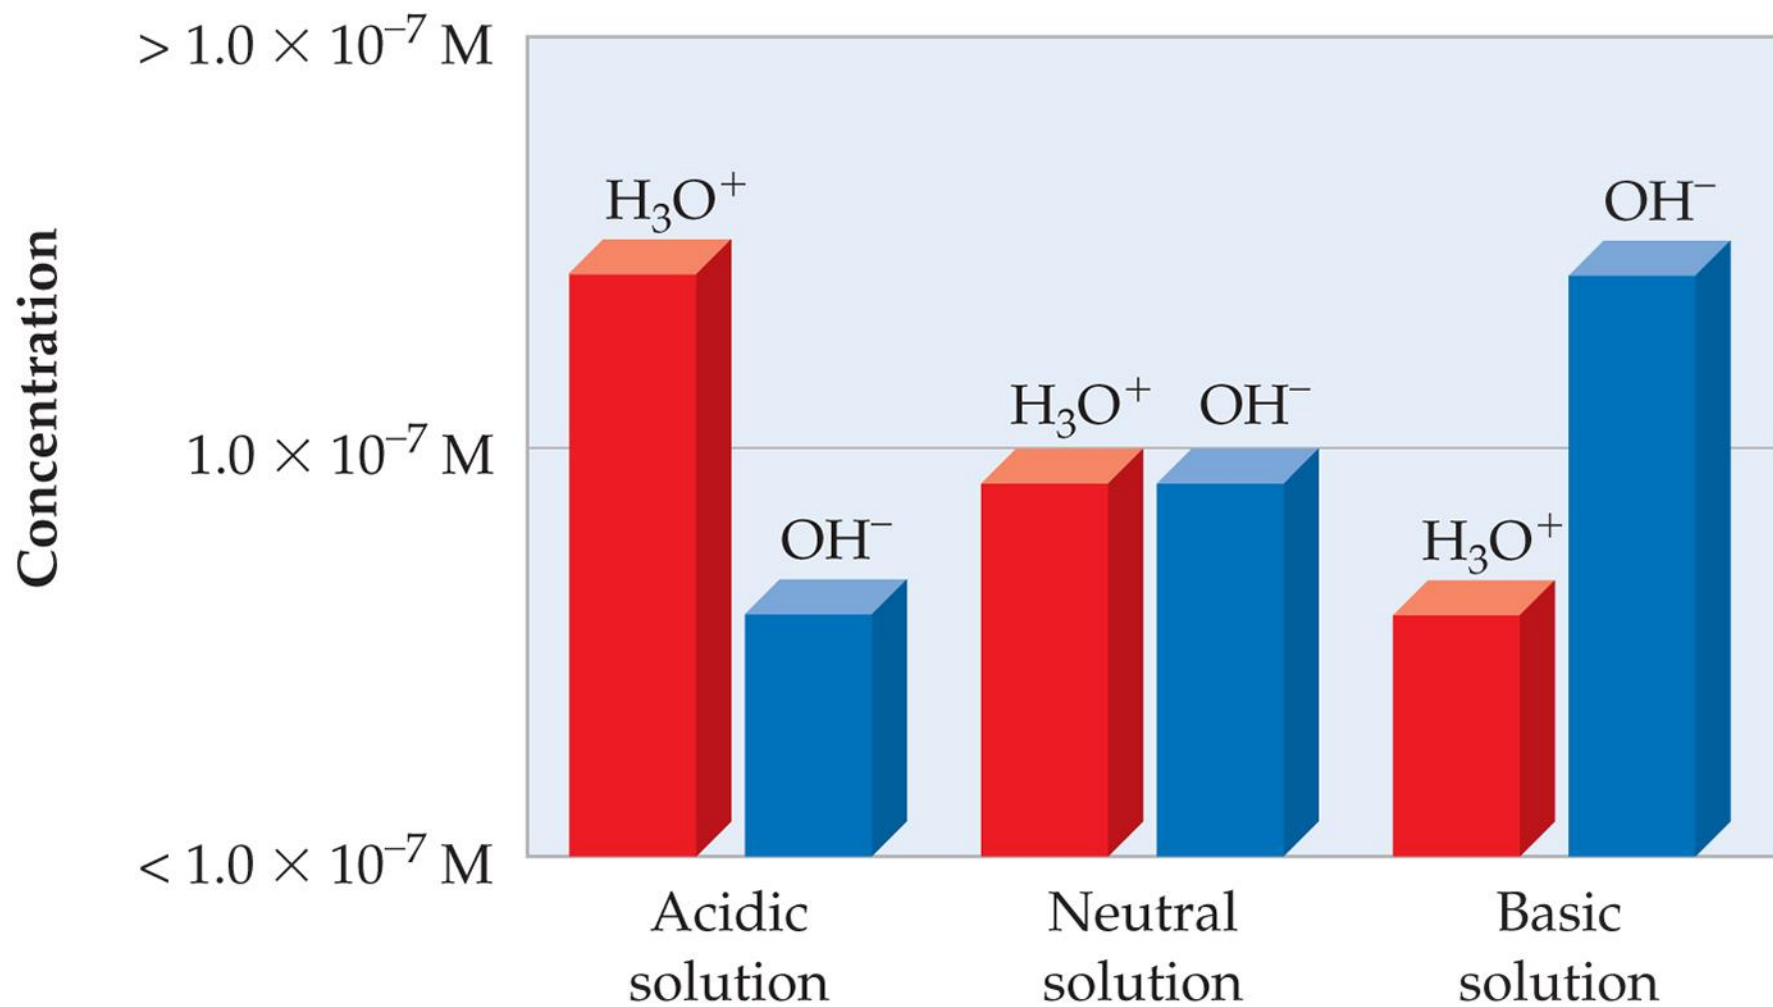 Concentration
> 1.0 × 10⁻⁷ M
1.0 × 10⁻⁷ M
< 1.0 × 10⁻⁷ M
H₃O⁺
OH⁻
H₃O⁺
OH⁻
H₃O⁺
OH⁻
Acidic
solution
Neutral
solution
Basic
solution